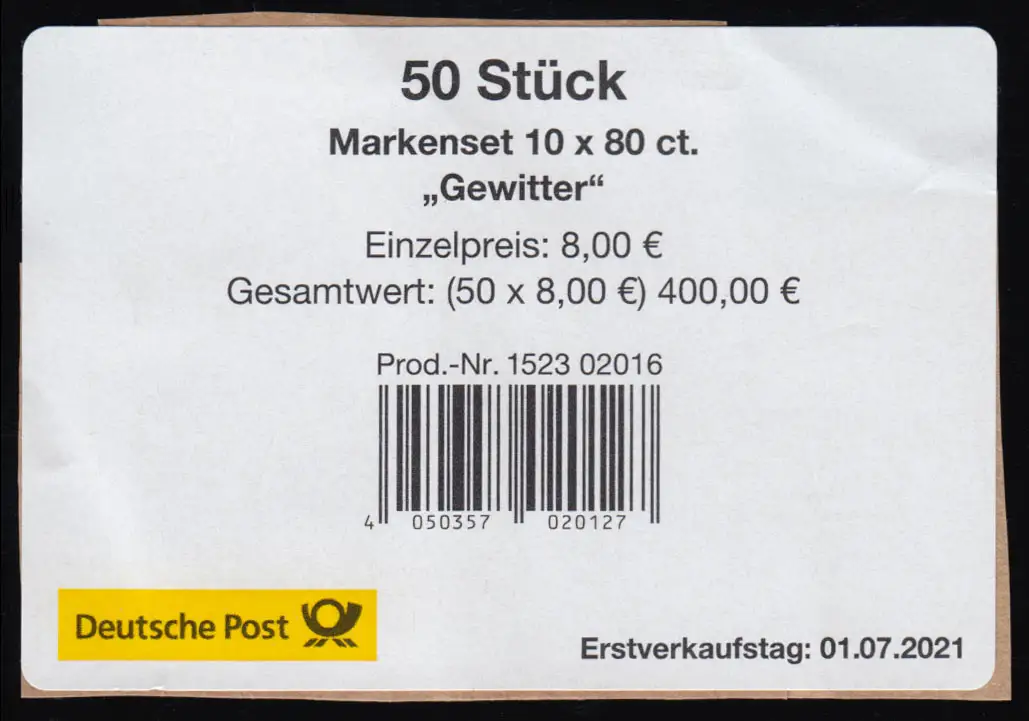 50 Stück
Markenset 10 x 80 ct.
„Gewitter“
Einzelpreis: 8,00 €
Gesamtwert: (50 x 8,00 €) 400,00 €
Prod.-Nr. 1523 02016
4 050357 020127
Deutsche Post
Erstverkaufstag: 01.07.2021